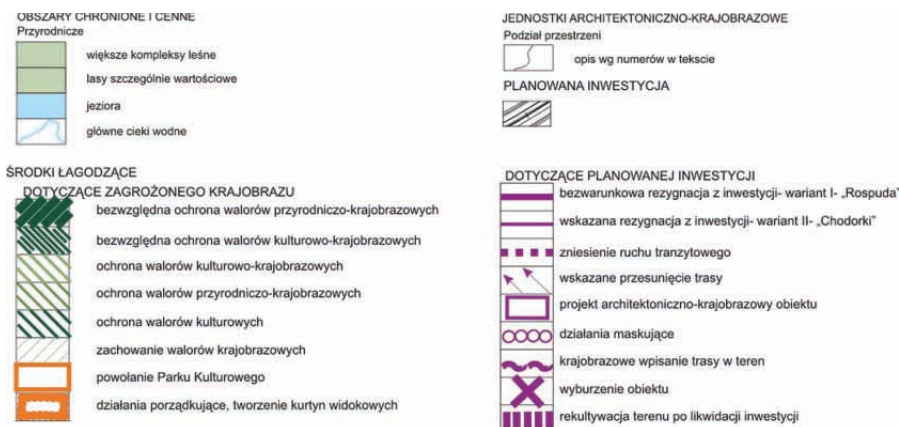 OBSZARY CHRONIONE I CENNE
Przyrodnicze
większe kompleksy leśne
lasy szczególnie wartościowe
jeziora
główne cieki wodne
JEDNOSTKI ARCHITEKTONICZNO-KRAJOBRAZOWE
Podział przestrzeni
opis wg numerów w tekscie
PLANOWANA INWESTYCJA
ŚRODKI ŁAGODZĄCE
DOTYCZĄCE ZAGROŻONEGO KRAJOBRAZU
bezwzględna ochrona walorów przyrodniczo-krajobrazowych
bezwzględna ochrona walorów kulturowo-krajobrazowych
ochrona walorów kulturowo-krajobrazowych
ochrona walorów przyrodniczo-krajobrazowych
ochrona walorów kulturowych
zachowanie walorów krajobrazowych
powołanie Parku Kulturowego
działania porządkujące, tworzenie kurtyn widokowych
DOTYCZĄCE PLANOWANEJ INWESTYCJI
bezwarunkowa rezygnacja z inwestycji- wariant I- „Rospuda”
wskazana rezygnacja z inwestycji- wariant II- „Chodorki”
zniesienie ruchu tranzytowego
wskazane przesunięcie trasy
projekt architektoniczno-krajobrazowy obiektu
działania maskujące
krajobrazowe wpisanie trasy w teren
wyburzenie obiektu
rekultywacja terenu po likwidacji inwestycji